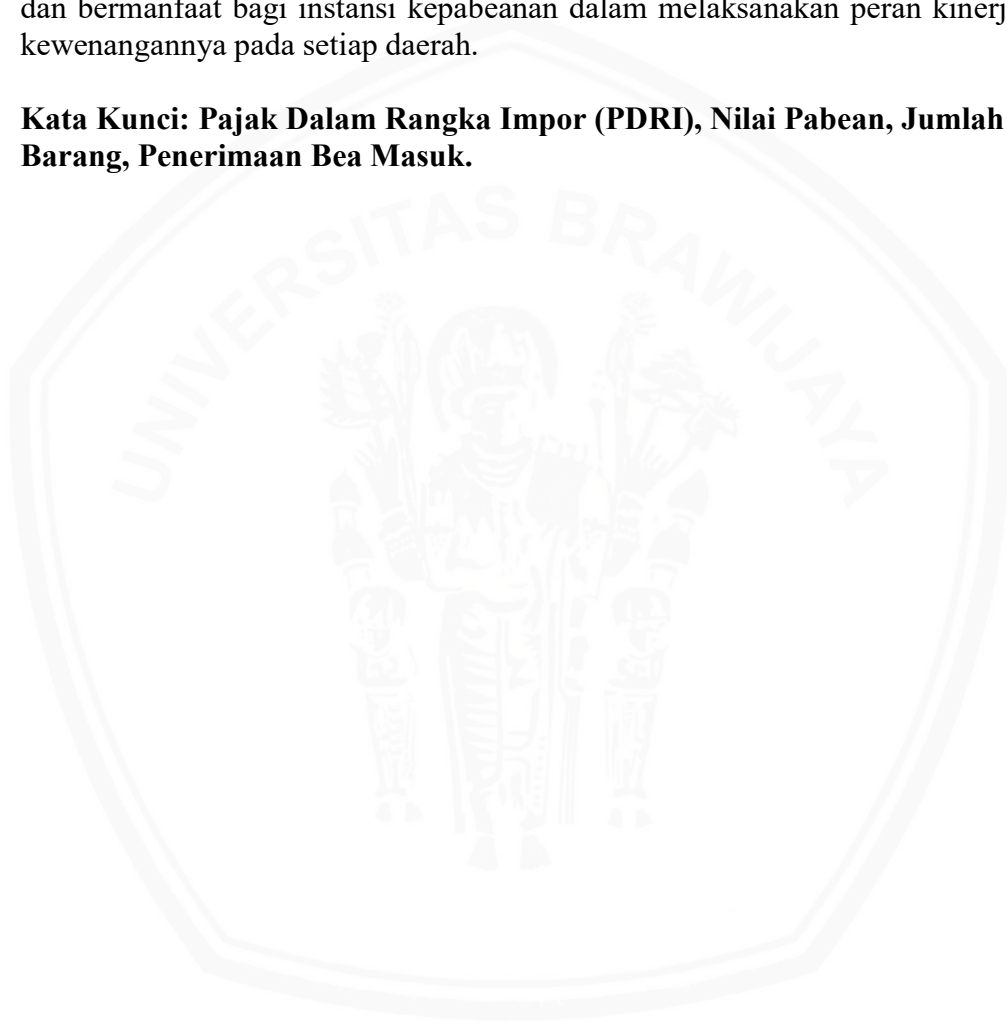 dan bermanfaat bagi instansi kepabeanan dalam melaksanakan peran kinerj
kewenangannya pada setiap daerah.
Kata Kunci: Pajak Dalam Rangka Impor (PDRI), Nilai Pabean, Jumlah
Barang, Penerimaan Bea Masuk.
UNIVERSITAS BRAWIJAYA